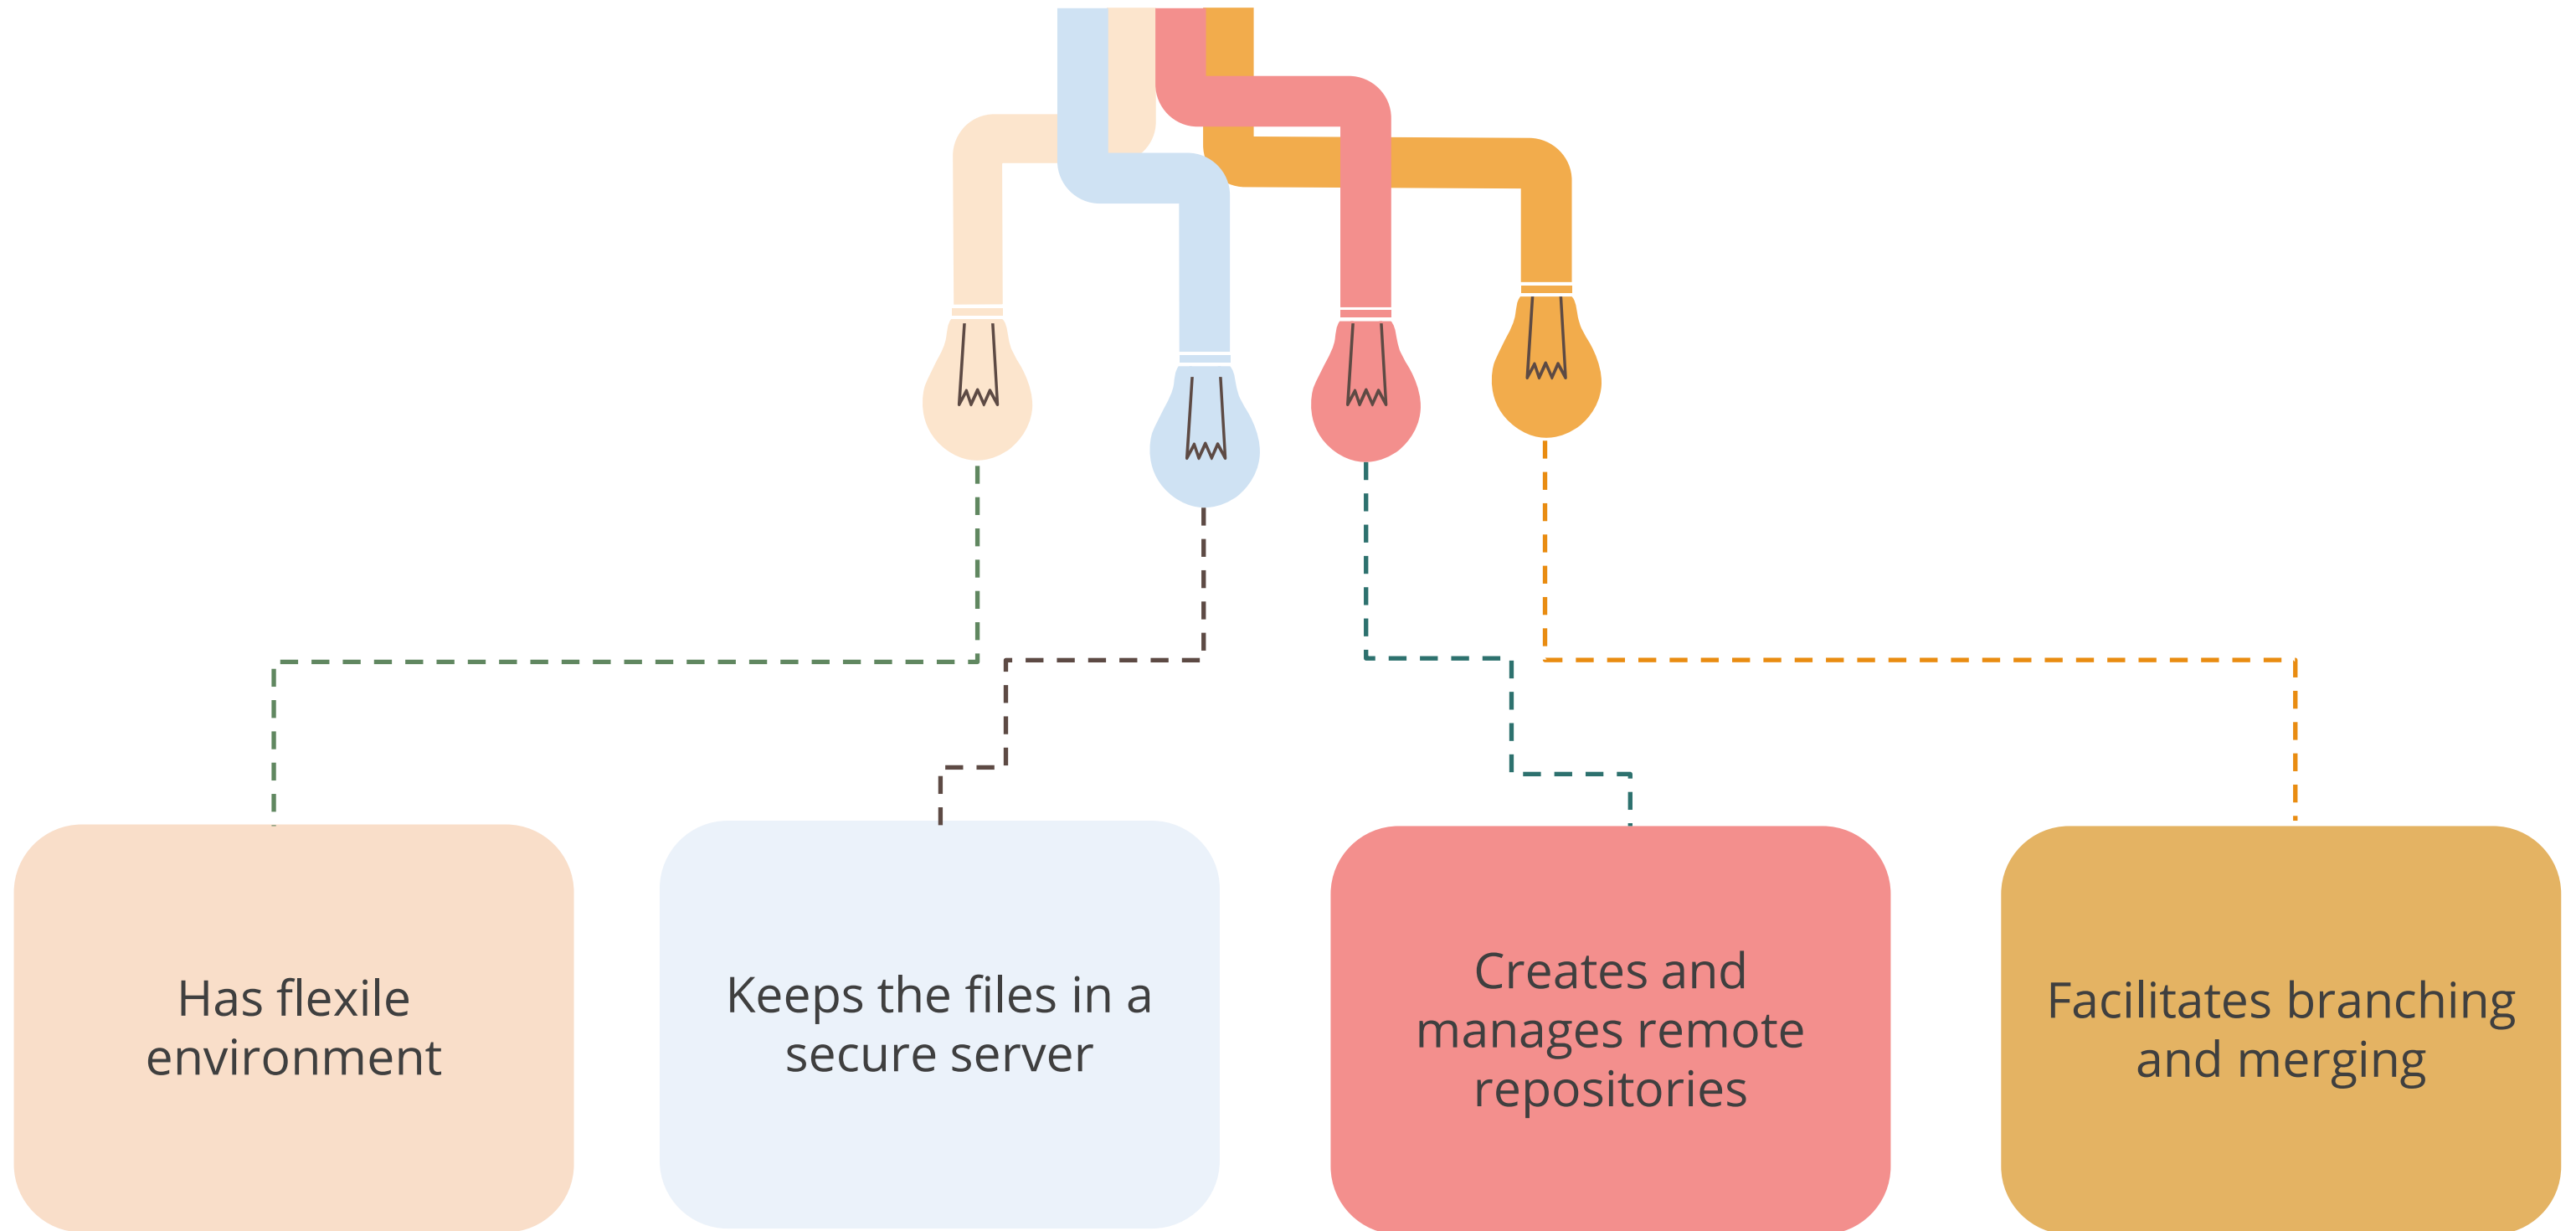 Has flexile
environment
Keeps the files in a
secure server
Creates and
manages remote
repositories
Facilitates branching
and merging